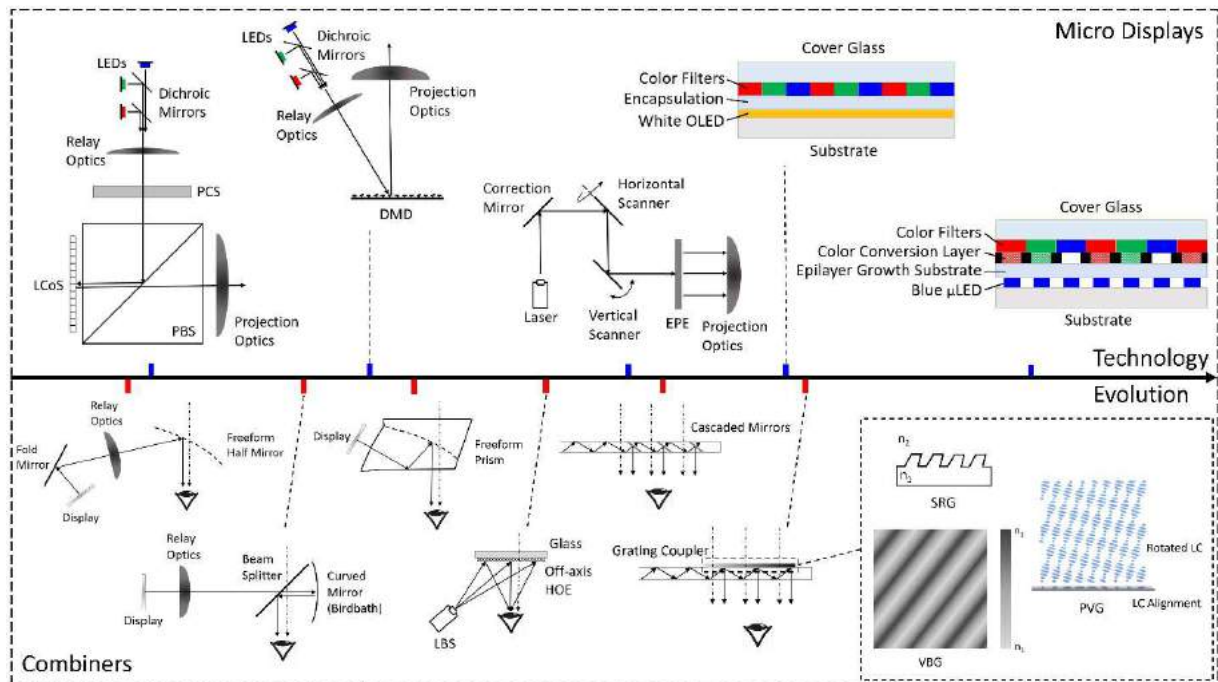 Micro Displays
LEDs
Dichroic
Mirrors
Relay
Optics
PCS
LCoS
PBS
Projection
Optics
LEDs
Dichroic
Mirrors
Relay
Optics
Projection
Optics
DMD
Correction
Mirror
Horizontal
Scanner
Laser
Vertical
Scanner
EPE
Projection
Optics
Cover Glass
Color Filters
Encapsulation
White OLED
Substrate
Cover Glass
Color Filters
Color Conversion Layer
Epilayer Growth Substrate
Blue µLED
Substrate
Technology
Evolution
Relay
Optics
Fold
Mirror
Freeform
Half Mirror
Display
Display
Freeform
Prism
Cascaded Mirrors
Relay
Optics
Beam
Splitter
Curved
Mirror
(Birdbath)
Display
Glass
Off-axis
HOE
LBS
Grating Coupler
n2
SRG
VBG
Rotated LC
LC Alignment
PVG
Combiners